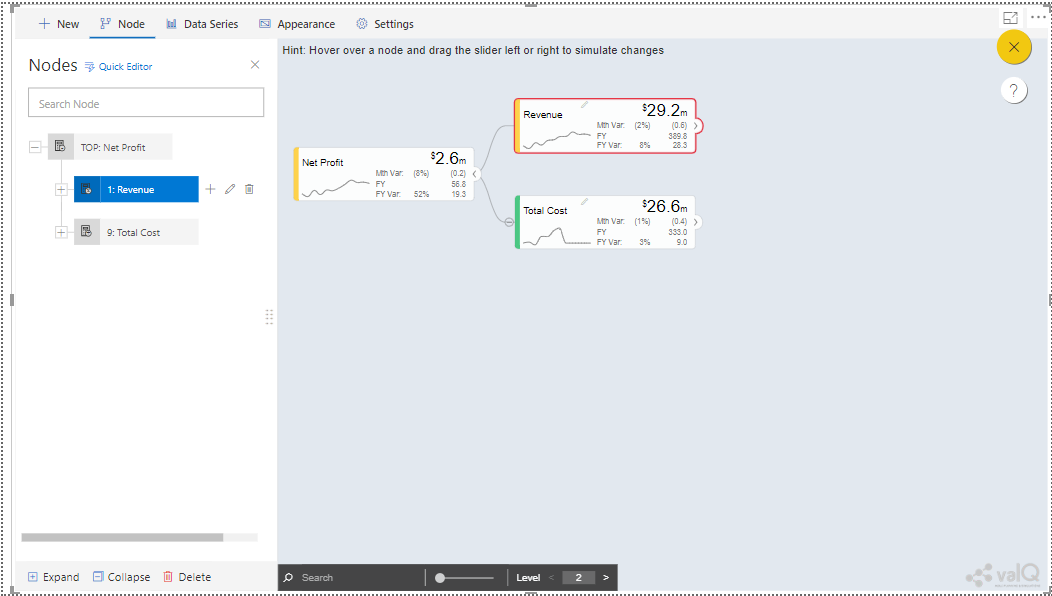 New Node Data Series Appearance Settings
Hint: Hover over a node and drag the slider left or right to simulate changes
Nodes Quick Editor
Search Node
TOP: Net Profit
1: Revenue
9: Total Cost
Net Profit $2.6m
Mth Var: (8%) (0.2)
FY 56.8
FY Var: 52% 19.3
Revenue $29.2m
Mth Var: (2%) (0.6)
FY 389.8
FY Var: 8% 28.3
Total Cost $26.6m
Mth Var: (1%) (0.4)
FY 333.0
FY Var: 3% 9.0
?
Expand Collapse Delete
Search Level < 2 >
valQ